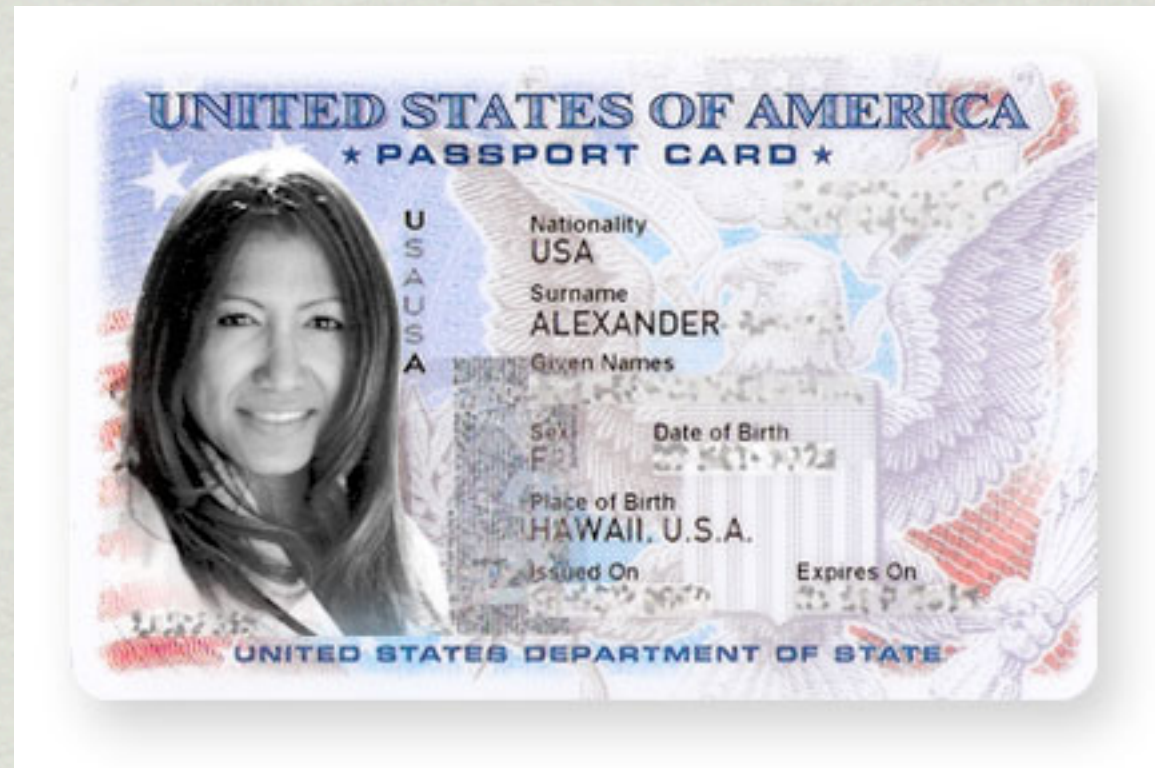 UNITED STATES OF AMERICA
★ PASSPORT CARD ★
USAUSA
Nationality
USA
Surname
ALEXANDER
Given Names
Sex Date of Birth
F
Place of Birth
HAWAII, U.S.A.
Issued On Expires On
UNITED STATES DEPARTMENT OF STATE